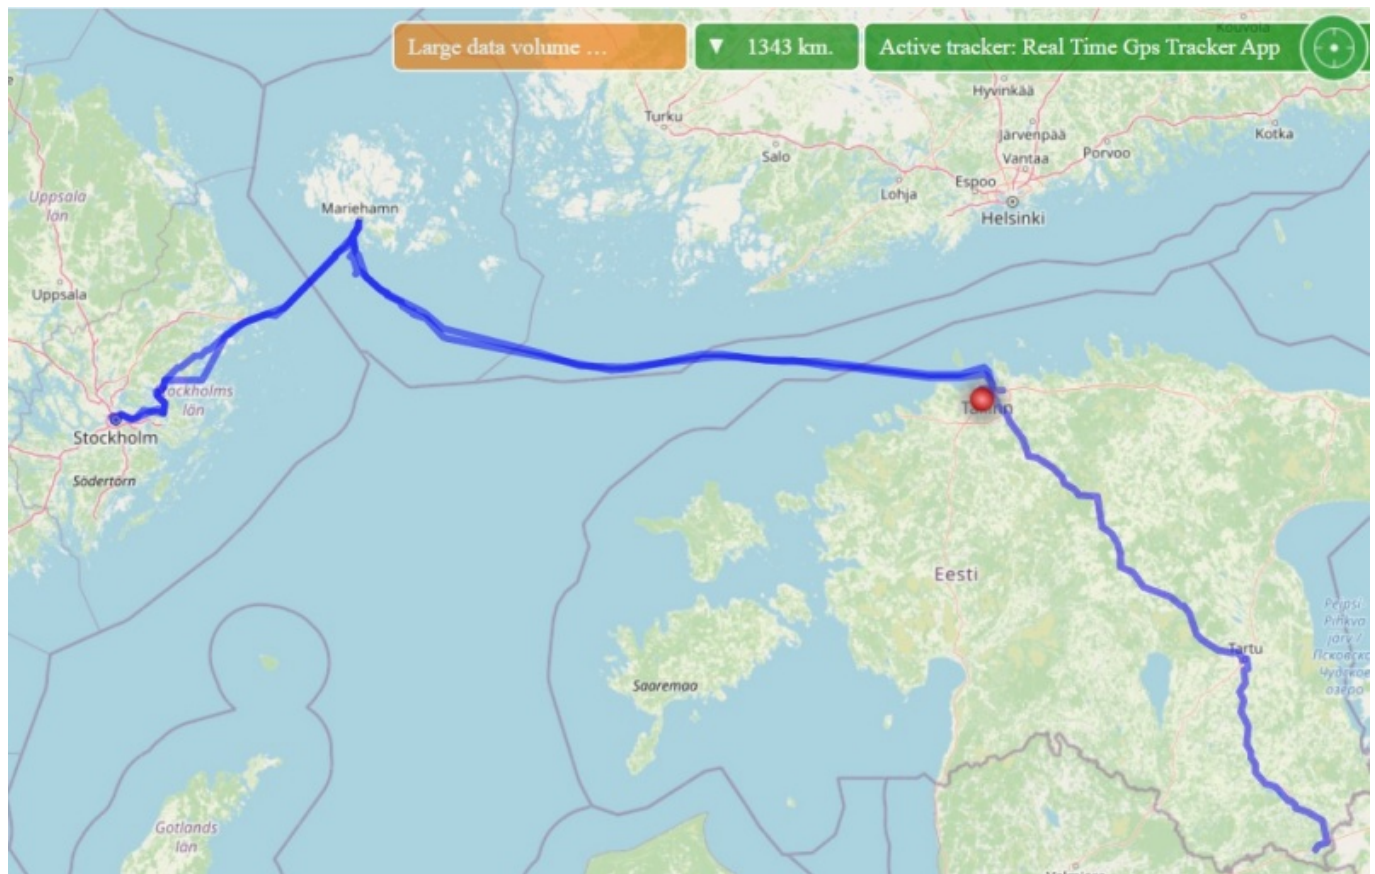 Large data volume ...
▼ 1343 km.
Active tracker: Real Time Gps Tracker App
Kouvola
Hyvinkää
Turku
Järvenpää
Kotka
Salo
Vantaa
Porvoo
Espoo
Lohja
Uppsala
län
Mariehamn
Helsinki
Uppsala
ockholms
län
Tallinn
Stockholm
Södertörn
Eesti
Peipsi-
Pihkva
järv /
Tartu
Чудское
озеро
Saaremaa
Gotlands
län